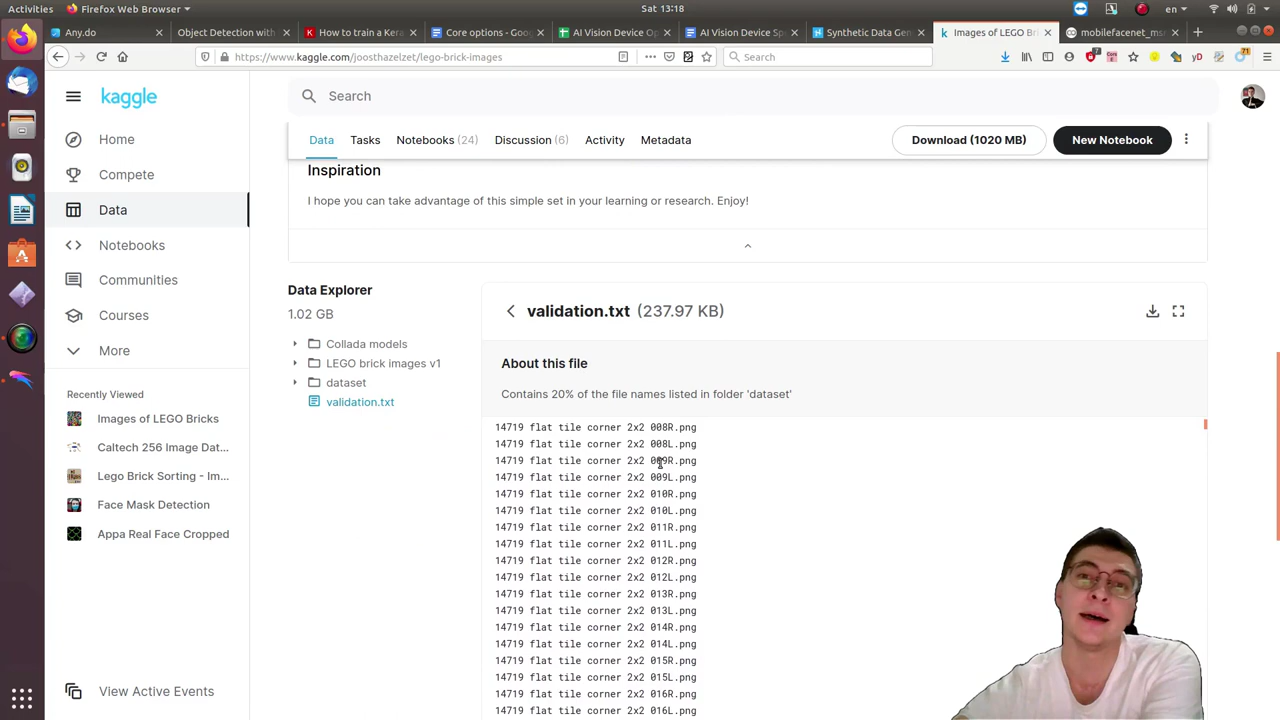 Activities
Firefox Web Browser
Sat 13:18
en
Any.do
Object Detection with
How to train a Kera
Core options - Goog
AI Vision Device Op
AI Vision Device Spe
Synthetic Data Gen
Images of LEGO Bri
mobilefacenet_ms
https://www.kaggle.com/joosthazelzet/lego-brick-images
Search
kaggle
Search
Home
Compete
Data
Notebooks
Communities
Courses
More
Recently Viewed
Images of LEGO Bricks
Caltech 256 Image Dat...
Lego Brick Sorting - Im...
Face Mask Detection
Appa Real Face Cropped
View Active Events
Data
Tasks
Notebooks (24)
Discussion (6)
Activity
Metadata
Download (1020 MB)
New Notebook
Inspiration
I hope you can take advantage of this simple set in your learning or research. Enjoy!
Data Explorer
1.02 GB
Collada models
LEGO brick images v1
dataset
validation.txt
validation.txt (237.97 KB)
About this file
Contains 20% of the file names listed in folder 'dataset'
14719 flat tile corner 2x2 008R.png
14719 flat tile corner 2x2 008L.png
14719 flat tile corner 2x2 009R.png
14719 flat tile corner 2x2 009L.png
14719 flat tile corner 2x2 010R.png
14719 flat tile corner 2x2 010L.png
14719 flat tile corner 2x2 011R.png
14719 flat tile corner 2x2 011L.png
14719 flat tile corner 2x2 012R.png
14719 flat tile corner 2x2 012L.png
14719 flat tile corner 2x2 013R.png
14719 flat tile corner 2x2 013L.png
14719 flat tile corner 2x2 014R.png
14719 flat tile corner 2x2 014L.png
14719 flat tile corner 2x2 015R.png
14719 flat tile corner 2x2 015L.png
14719 flat tile corner 2x2 016R.png
14719 flat tile corner 2x2 016L.png